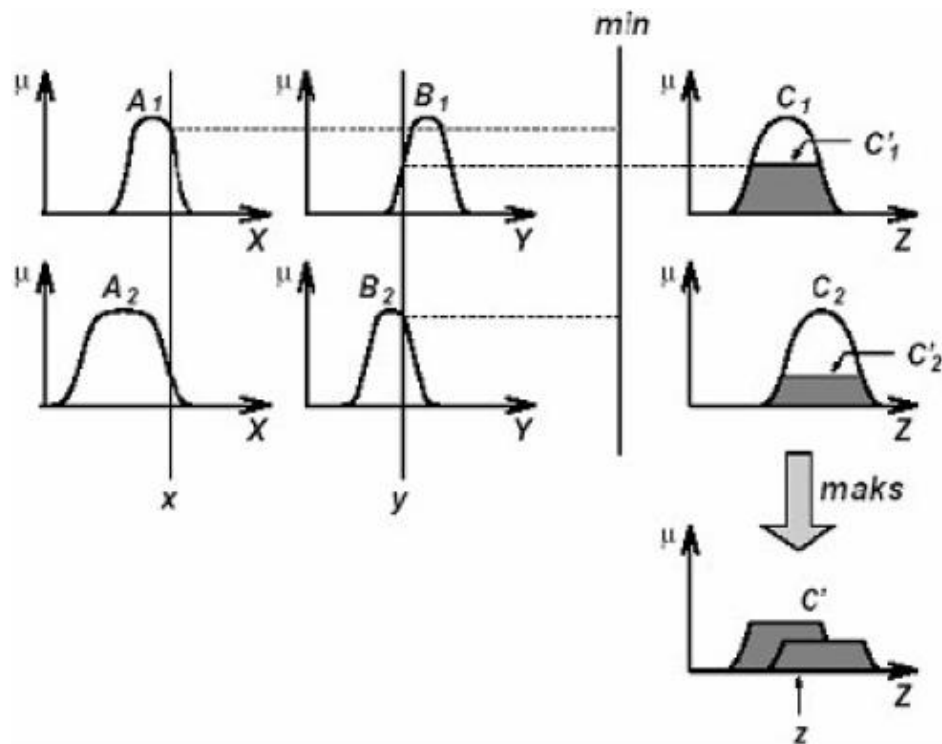 min
μ A₁ X
μ B₁ Y
μ C₁ C'₁ Z
μ A₂ X
μ B₂ Y
μ C₂ C'₂ Z
x
y
maks
μ C' Z
z